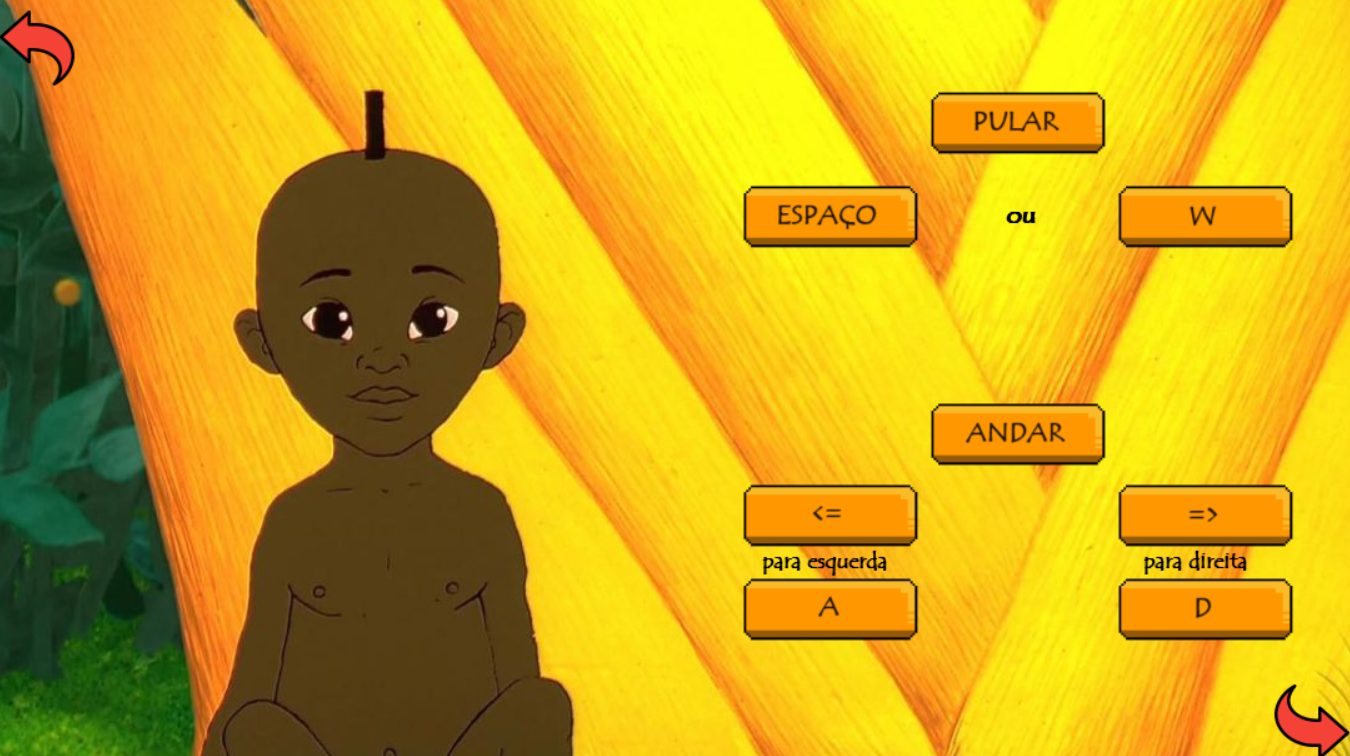 PULAR
ESPAÇO ou W
ANDAR
<= =>
para esquerda para direita
A D